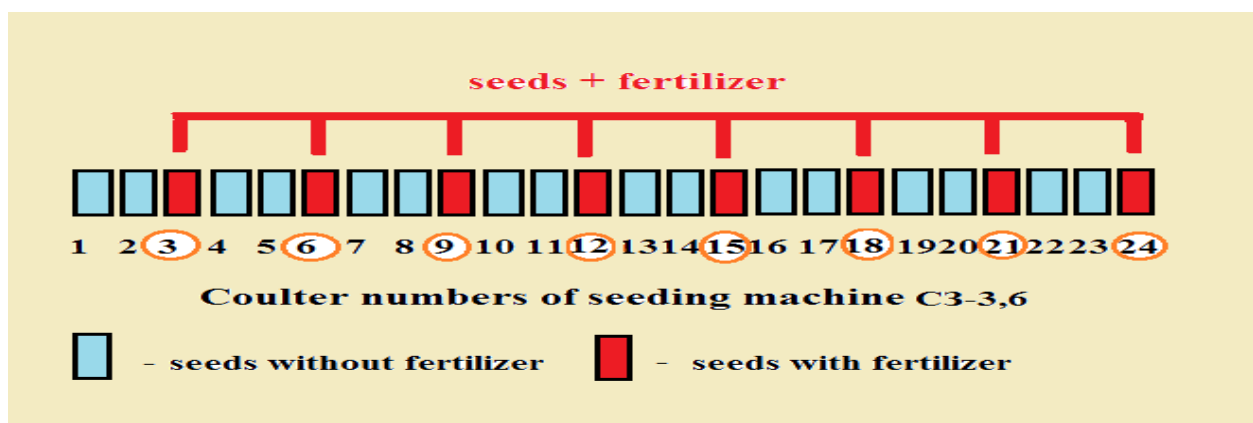 seeds + fertilizer
1 2 3 4 5 6 7 8 9 10 11 12 13 14 15 16 17 18 19 20 21 22 23 24
Coulter numbers of seeding machine C3-3,6
- seeds without fertilizer - seeds with fertilizer